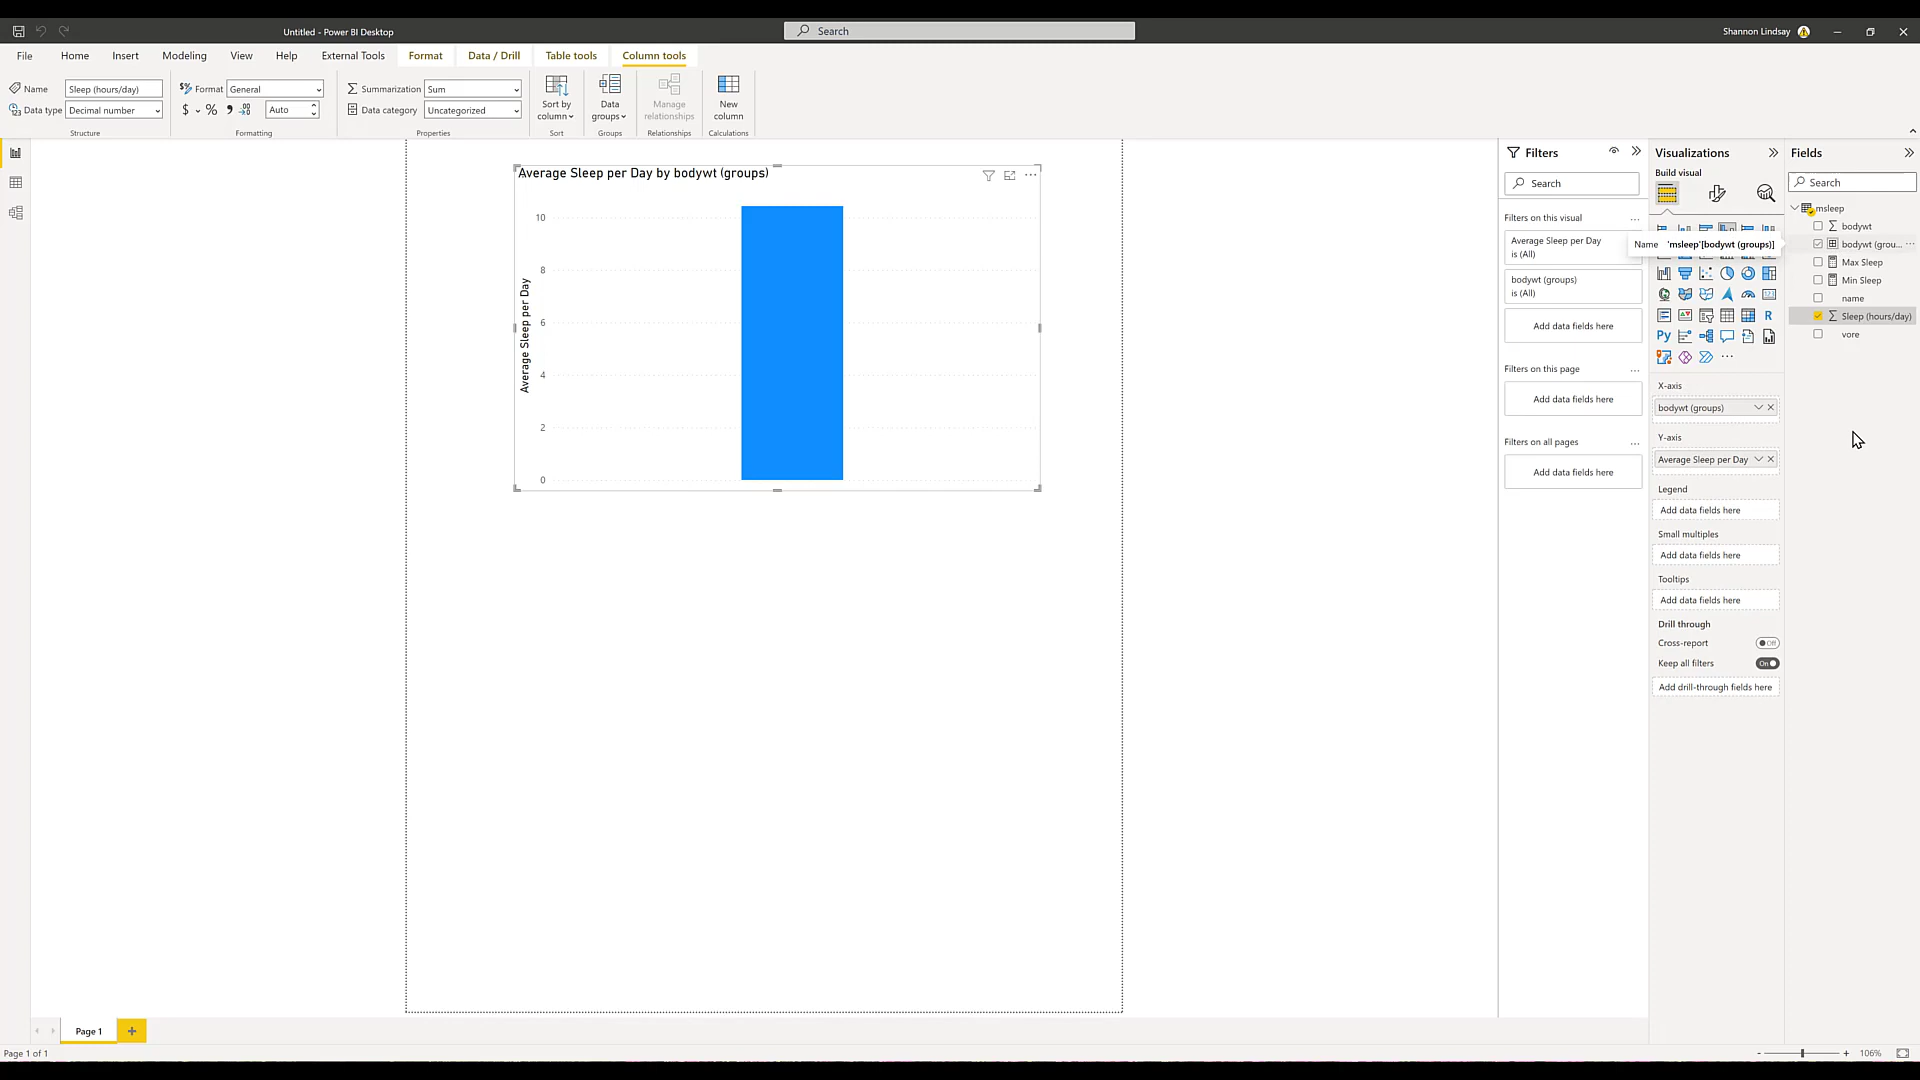 Untitled - Power BI Desktop
Search
Shannon Lindsay
File Home Insert Modeling View Help External Tools Format Data / Drill Table tools Column tools
Name Sleep (hours/day)
Data type Decimal number
Structure
Format General
$ % Auto
Formatting
Summarization Sum
Data category Uncategorized
Properties
Sort by
column
Sort
Data
groups
Groups
Manage
relationships
Relationships
New
column
Calculations
Average Sleep per Day by bodywt (groups)
Average Sleep per Day
10
8
6
4
2
0
Filters
Search
Filters on this visual
Average Sleep per Day
is (All)
bodywt (groups)
is (All)
Add data fields here
Filters on this page
Add data fields here
Filters on all pages
Add data fields here
Visualizations
Build visual
Name 'msleep'[bodywt (groups)]
R
Py
X-axis
bodywt (groups)
Y-axis
Average Sleep per Day
Legend
Add data fields here
Small multiples
Add data fields here
Tooltips
Add data fields here
Drill through
Cross-report Off
Keep all filters On
Add drill-through fields here
Fields
Search
msleep
bodywt
bodywt (grou...
Max Sleep
Min Sleep
name
Sleep (hours/day)
vore
Page 1
Page 1 of 1
106%